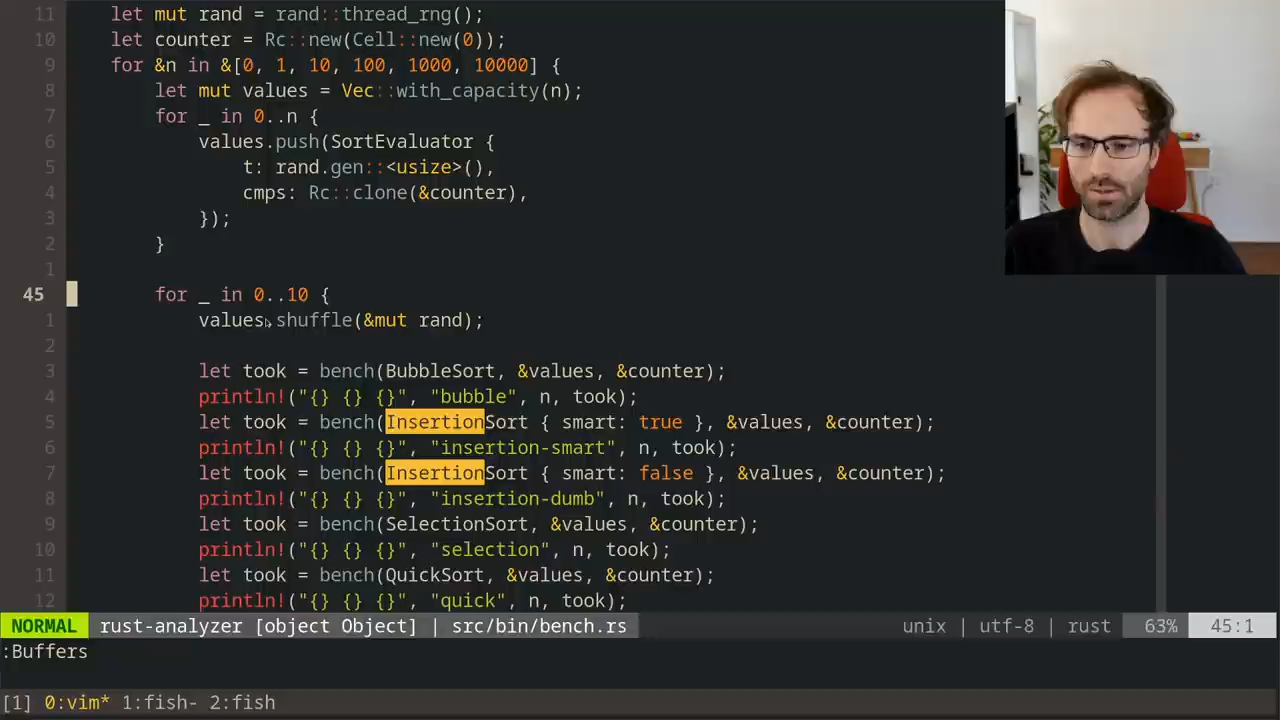 11 let mut rand = rand::thread_rng();
10 let counter = Rc::new(Cell::new(0));
9 for &n in &[0, 1, 10, 100, 1000, 10000] {
8 let mut values = Vec::with_capacity(n);
7 for _ in 0..n {
6 values.push(SortEvaluator {
5 t: rand.gen::<usize>(),
4 cmps: Rc::clone(&counter),
3 });
2 }
1
45 for _ in 0..10 {
1 values.shuffle(&mut rand);
2
3 let took = bench(BubbleSort, &values, &counter);
4 println!("{} {} {}", "bubble", n, took);
5 let took = bench(InsertionSort { smart: true }, &values, &counter);
6 println!("{} {} {}", "insertion-smart", n, took);
7 let took = bench(InsertionSort { smart: false }, &values, &counter);
8 println!("{} {} {}", "insertion-dumb", n, took);
9 let took = bench(SelectionSort, &values, &counter);
10 println!("{} {} {}", "selection", n, took);
11 let took = bench(QuickSort, &values, &counter);
12 println!("{} {} {}", "quick", n, took);
NORMAL rust-analyzer [object Object] | src/bin/bench.rs unix | utf-8 | rust 63% 45:1
:Buffers
[1] 0:vim* 1:fish- 2:fish